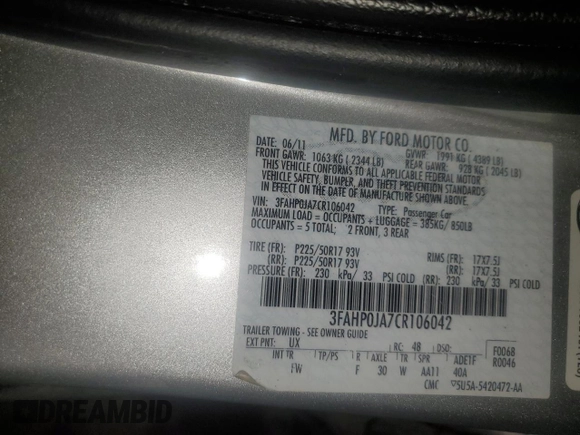 MFD. BY FORD MOTOR CO.
DATE: 06/11 GVWR: 1991 KG ( 4389 LB)
FRONT GAWR: 1063 KG ( 2344 LB) REAR GAWR: 928 KG ( 2045 LB)
THIS VEHICLE CONFORMS TO ALL APPLICABLE FEDERAL MOTOR
VEHICLE SAFETY, BUMPER, AND THEFT PREVENTION STANDARDS
IN EFFECT ON THE DATE OF MANUFACTURE SHOWN ABOVE.
VIN: 3FAHP0JA7CR106042 TYPE: Passenger Car
MAXIMUM LOAD = OCCUPANTS + LUGGAGE = 385KG/ 850LB
OCCUPANTS = 5 TOTAL; 2 FRONT, 3 REAR
TIRE (FR): P225/50R17 93V RIMS (FR): 17X7.5J
(RR): P225/50R17 93V (RR): 17X7.5J
PRESSURE (FR): 230 kPa/ 33 PSI COLD (RR): 230 kPa/ 33 PSI COLD
3FAHP0JA7CR106042
TRAILER TOWING - SEE OWNER GUIDE
EXT PNT: UX RC: 48 DSO: F0068
INT TR TP/PS R AXLE TR SPR ADE1F R0046
FW F 30 W AA11 40A
CMC 5U5A-5420472-AA
DREAMBID